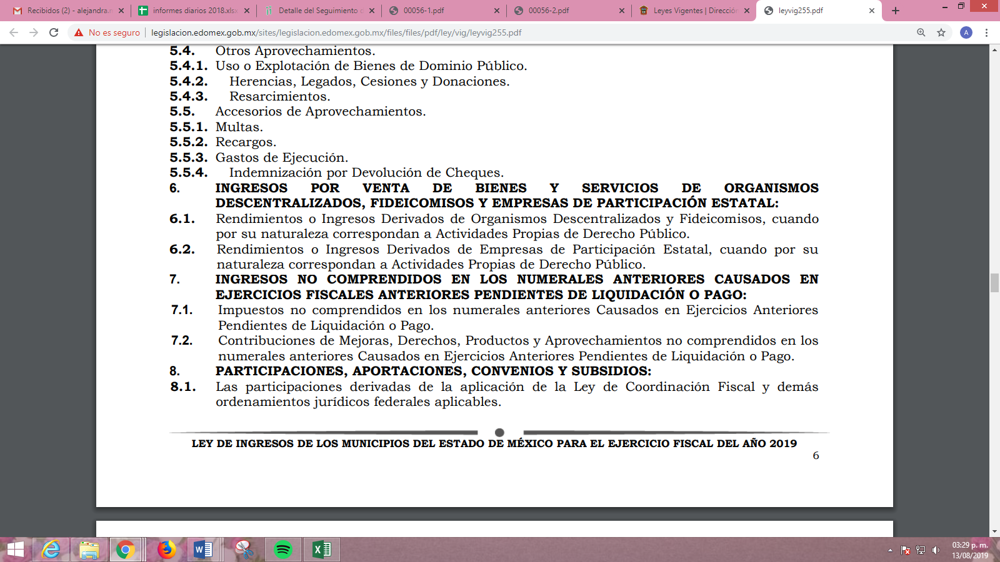 Recibidos (2) - alejandra.r
informes diarios 2018.xlsx
Detalle del Seguimiento d
00056-1.pdf
00056-2.pdf
Leyes Vigentes | Dirección
leyvig255.pdf
No es seguro
legislacion.edomex.gob.mx/sites/legislacion.edomex.gob.mx/files/files/pdf/ley/vig/leyvig255.pdf
A
5.4. Otros Aprovechamientos.
5.4.1. Uso o Explotación de Bienes de Dominio Público.
5.4.2. Herencias, Legados, Cesiones y Donaciones.
5.4.3. Resarcimientos.
5.5. Accesorios de Aprovechamientos.
5.5.1. Multas.
5.5.2. Recargos.
5.5.3. Gastos de Ejecución.
5.5.4. Indemnización por Devolución de Cheques.
6. INGRESOS POR VENTA DE BIENES Y SERVICIOS DE ORGANISMOS
DESCENTRALIZADOS, FIDEICOMISOS Y EMPRESAS DE PARTICIPACIÓN ESTATAL:
6.1. Rendimientos o Ingresos Derivados de Organismos Descentralizados y Fideicomisos, cuando
por su naturaleza correspondan a Actividades Propias de Derecho Público.
6.2. Rendimientos o Ingresos Derivados de Empresas de Participación Estatal, cuando por su
naturaleza correspondan a Actividades Propias de Derecho Público.
7. INGRESOS NO COMPRENDIDOS EN LOS NUMERALES ANTERIORES CAUSADOS EN
EJERCICIOS FISCALES ANTERIORES PENDIENTES DE LIQUIDACIÓN O PAGO:
7.1. Impuestos no comprendidos en los numerales anteriores Causados en Ejercicios Anteriores
Pendientes de Liquidación o Pago.
7.2. Contribuciones de Mejoras, Derechos, Productos y Aprovechamientos no comprendidos en los
numerales anteriores Causados en Ejercicios Anteriores Pendientes de Liquidación o Pago.
8. PARTICIPACIONES, APORTACIONES, CONVENIOS Y SUBSIDIOS:
8.1. Las participaciones derivadas de la aplicación de la Ley de Coordinación Fiscal y demás
ordenamientos jurídicos federales aplicables.
LEY DE INGRESOS DE LOS MUNICIPIOS DEL ESTADO DE MÉXICO PARA EL EJERCICIO FISCAL DEL AÑO 2019
6
03:29 p. m.
13/08/2019